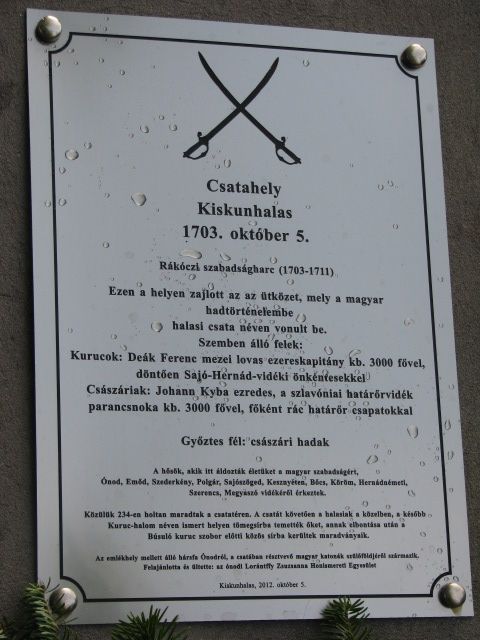 Csatahely
Kiskunhalas
1703. október 5.
Rákóczi szabadságharc (1703-1711)
Ezen a helyen zajlott az az ütközet, mely a magyar
hadtörténelembe
halasi csata néven vonult be.
Szemben álló felek:
Kurucok: Deák Ferenc mezei lovas ezereskapitány kb. 3000 fővel,
döntően Sajó-Hernád-vidéki önkéntesekkel
Császáriak: Johann Kyba ezredes, a szlavóniai határőrvidék
parancsnoka kb. 3000 fővel, főként rác határőr csapatokkal
Győztes fél: császári hadak
A hősök, akik itt áldozták életüket a magyar szabadságért,
Ónod, Emőd, Szederkény, Polgár, Sajószöged, Kesznyéten, Bőcs, Köröm, Hernádnémeti,
Szerencs, Megyaszó vidékéről érkeztek.
Közülük 234-en holtan maradtak a csatatéren. A csatát követően a halasiak a közelben, a később
Kuruc-halom néven ismert helyen tömegsírba temették őket, annak elbontása után a
Búsuló kuruc szobor előtti közös sírba kerültek maradványaik.
Az emlékhely mellett álló hársfa Ónodról, a csatában résztvevő magyar katonák szülőföldjéről származik.
Felajánlotta és ültette: az ónodi Lorántffy Zsuzsanna Honismereti Egyesület
Kiskunhalas, 2012. október 5.